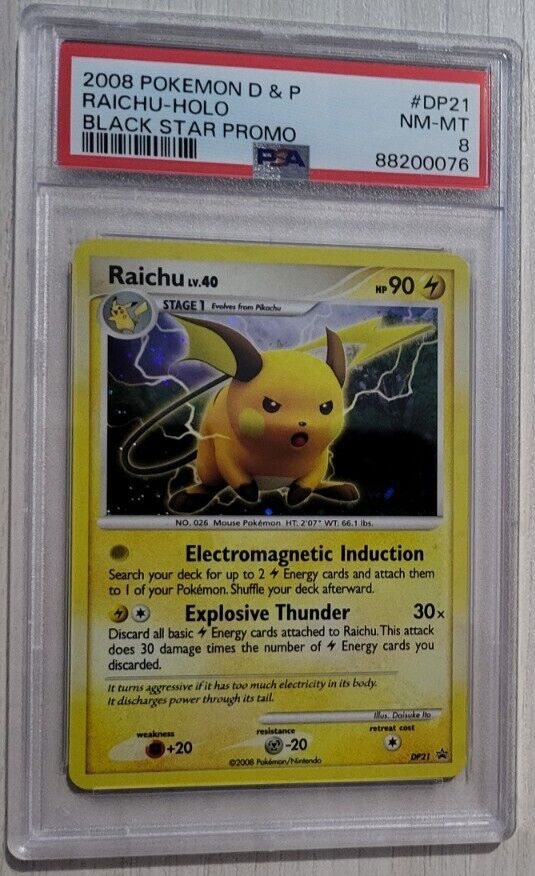 2008 POKEMON D & P #DP21
RAICHU-HOLO NM-MT
BLACK STAR PROMO 8
PSA 88200076
Raichu LV.40 HP 90
STAGE 1 Evolves from Pikachu
NO. 026 Mouse Pokémon HT: 2'07" WT: 66.1 lbs.
Electromagnetic Induction
Search your deck for up to 2 Energy cards and attach them
to 1 of your Pokémon. Shuffle your deck afterward.
Explosive Thunder 30x
Discard all basic Energy cards attached to Raichu. This attack
does 30 damage times the number of Energy cards you
discarded.
It turns aggressive if it has too much electricity in its body.
It discharges power through its tail.
Illus. Daisuke Ito
weakness resistance retreat cost
+20 -20
©2008 Pokémon/Nintendo DP21